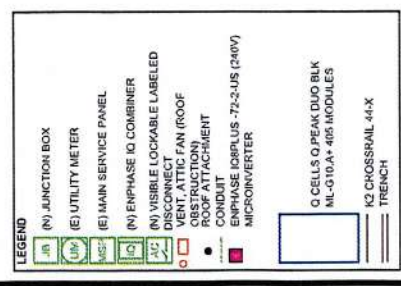 LEGEND
JB (N) JUNCTION BOX
UM (E) UTILITY METER
MSP (E) MAIN SERVICE PANEL
IQ (N) ENPHASE IQ COMBINER
AC (N) VISIBLE LOCKABLE LABELED
DISCONNECT
VENT, ATTIC FAN (ROOF
OBSTRUCTION)
ROOF ATTACHMENT
CONDUIT
ENPHASE IQ8PLUS -72-2-US (240V)
MICROINVERTER
Q CELLS Q.PEAK DUO BLK
ML-G10.A+ 405 MODULES
K2 CROSSRAIL 44-X
TRENCH